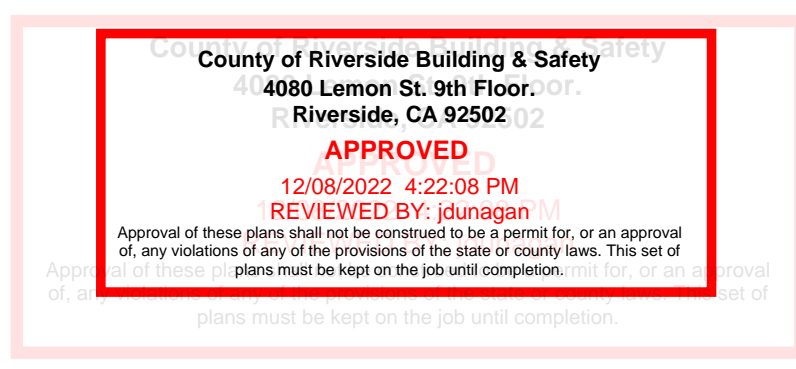 County of Riverside Building & Safety
4080 Lemon St. 9th Floor.
Riverside, CA 92502
APPROVED
12/08/2022 4:22:08 PM
REVIEWED BY: jdunagan
Approval of these plans shall not be construed to be a permit for, or an approval
of, any violations of any of the provisions of the state or county laws. This set of
plans must be kept on the job until completion.